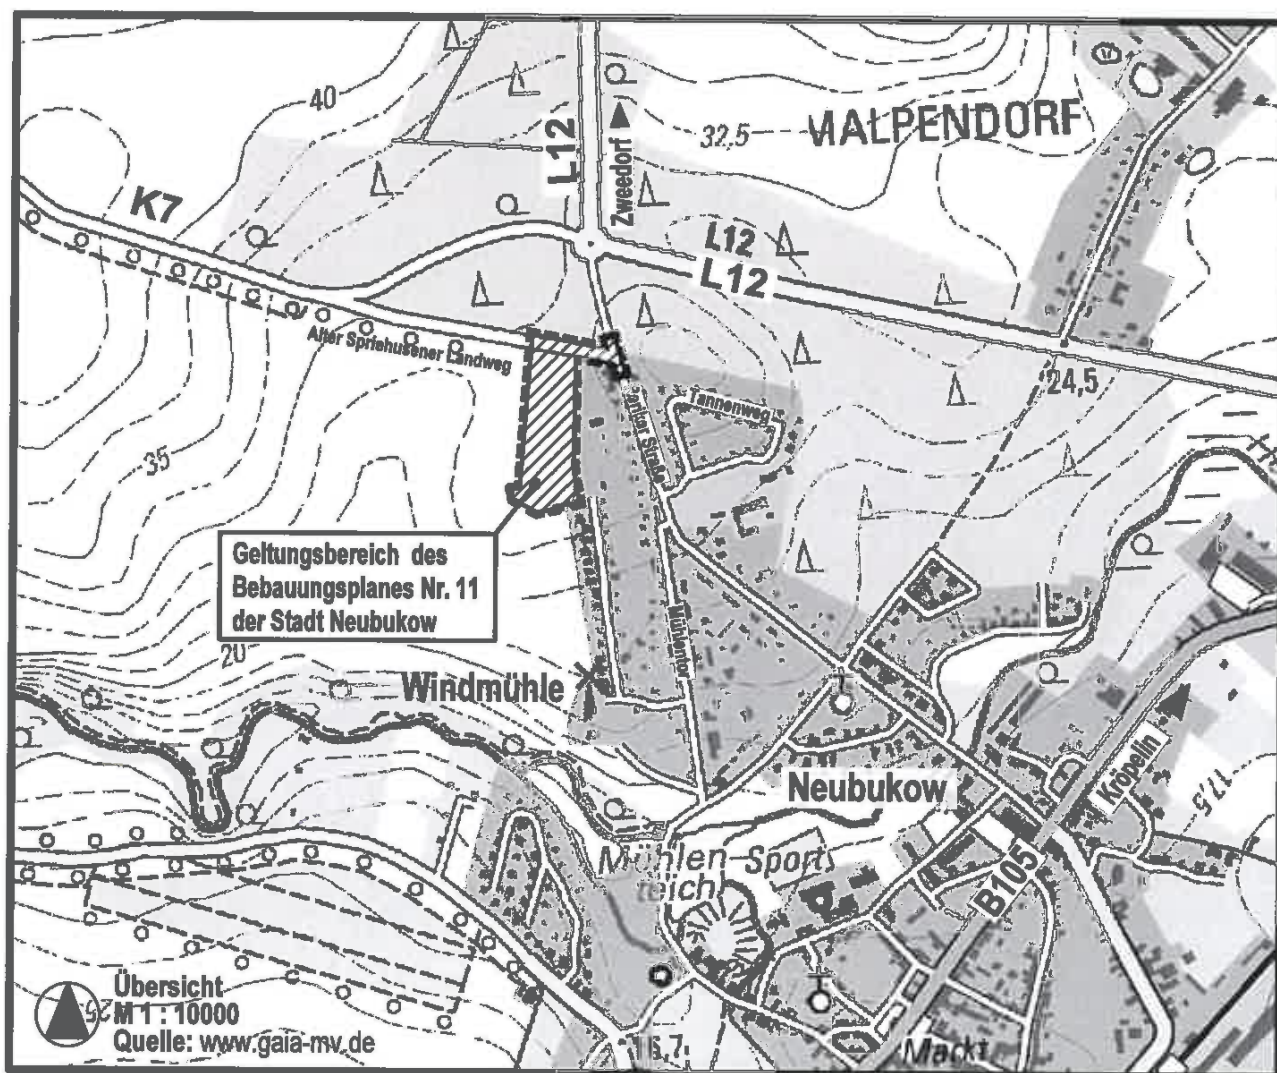 40
L12
Zweedorf
32,5
MALPENDORF
K7
L12
L12
Alter Spriehusener Landweg
24,5
Tannenweg
35
Geltungsbereich des
Bebauungsplanes Nr. 11
der Stadt Neubukow
Mühlentor
20
Windmühle
Kröpelin
17,5
Neubukow
Mühlen-
teich
Sport
B105
Übersicht
M 1 : 10000
Quelle: www.gaia-mv.de
Markt